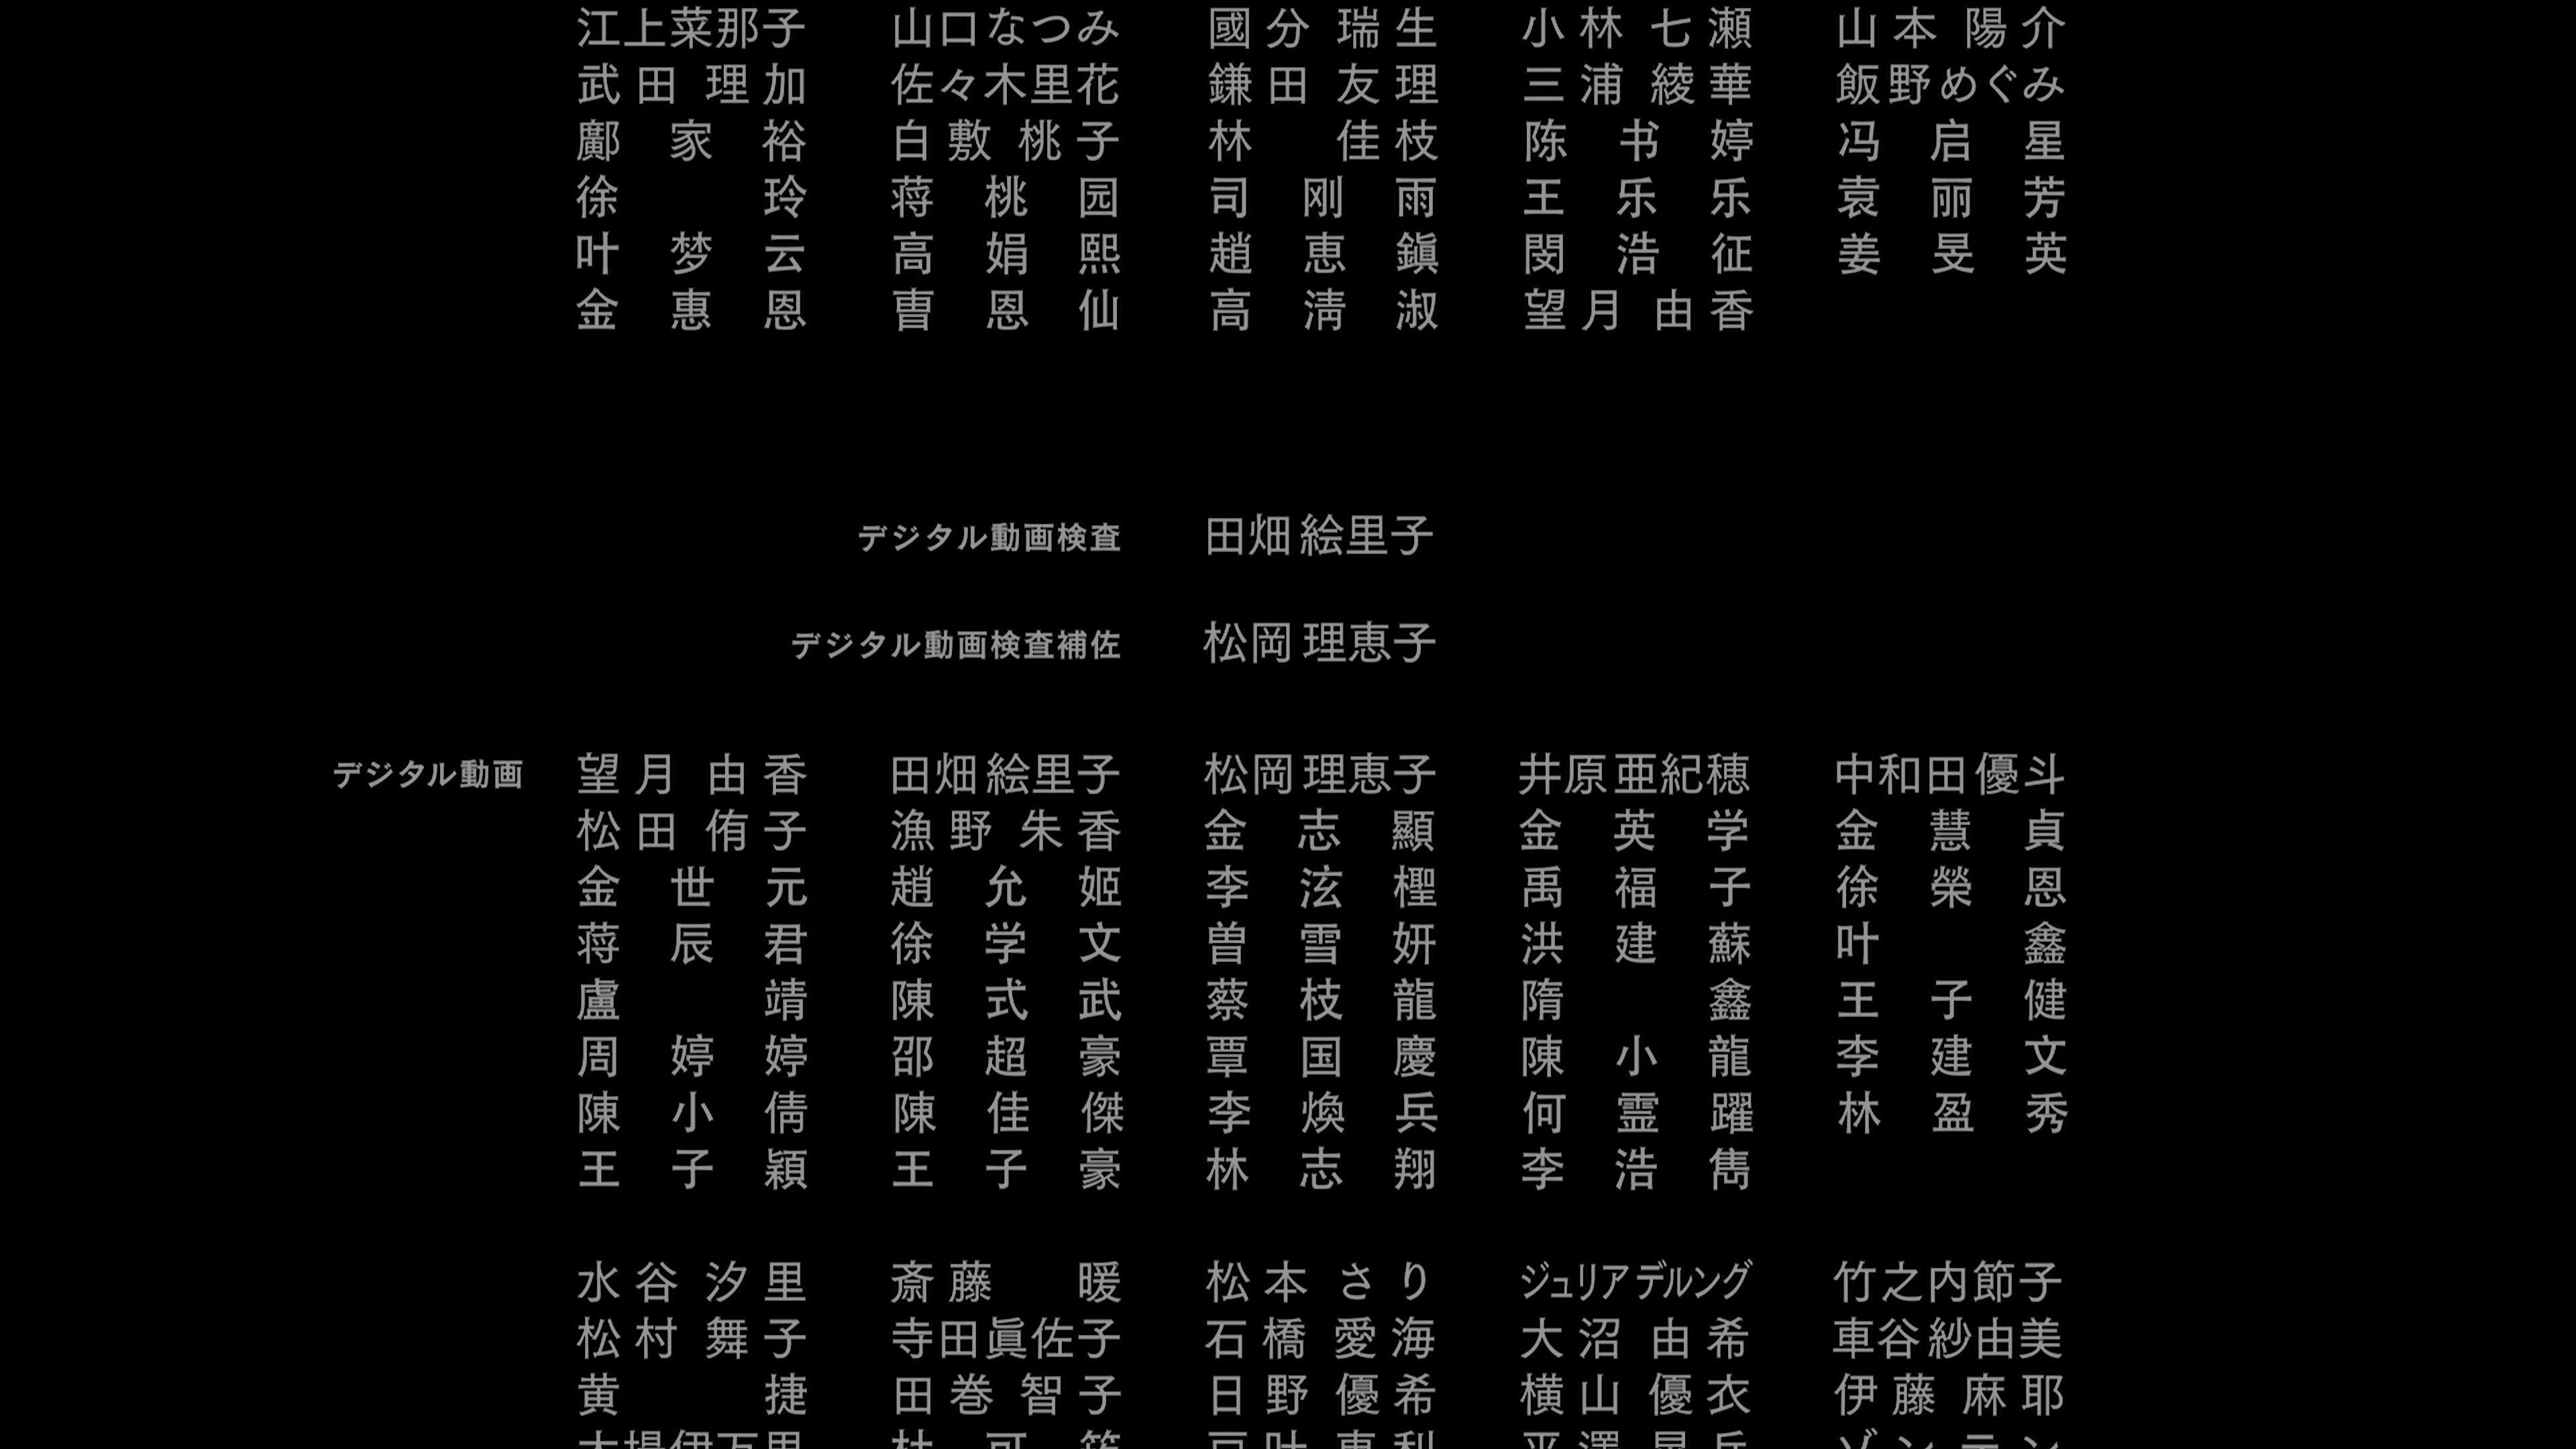 江上菜那子 山口なつみ 國分瑞生 小林七瀬 山本陽介
武田理加 佐々木里花 鎌田友理 三浦綾華 飯野めぐみ
鄺家裕 白敷桃子 林佳枝 陈书婷 冯启星
徐玲 蒋桃园 司刚雨 王乐乐 袁丽芳
叶梦云 高娟熙 趙恵鎭 閔浩征 姜旻英
金惠恩 曺恩仙 高淸淑 望月由香
デジタル動画検査 田畑絵里子
デジタル動画検査補佐 松岡理恵子
デジタル動画 望月由香 田畑絵里子 松岡理恵子 井原亜紀穂 中和田優斗
松田侑子 漁野朱香 金志顯 金英学 金慧貞
金世元 趙允姫 李泫檉 禹福子 徐榮恩
蒋辰君 徐学文 曽雪妍 洪建蘇 叶鑫
盧靖 陳式武 蔡枝龍 隋鑫 王子健
周婷婷 邵超豪 覃国慶 陳小龍 李建文
陳小倩 陳佳傑 李煥兵 何霊躍 林盈秀
王子穎 王子豪 林志翔 李浩雋
水谷汐里 斎藤暖 松本さり ジュリアデルング 竹之内節子
松村舞子 寺田眞佐子 石橋愛海 大沼由希 車谷紗由美
黄捷 田巻智子 日野優希 横山優衣 伊藤麻耶